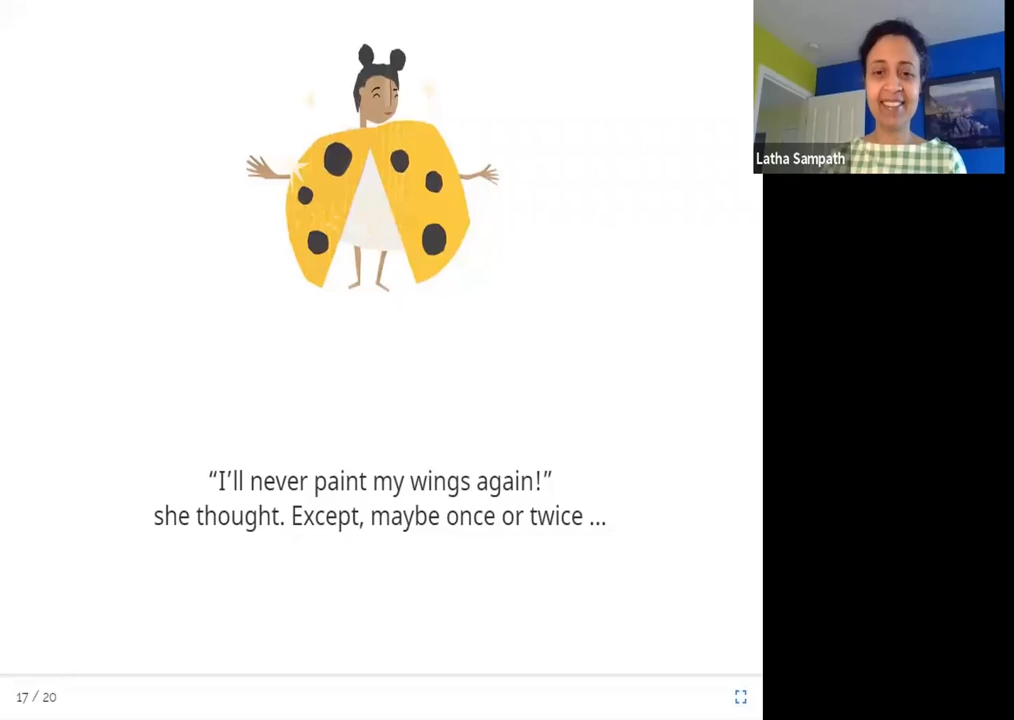 Latha Sampath
“I’ll never paint my wings again!”
she thought. Except, maybe once or twice ...
17 / 20